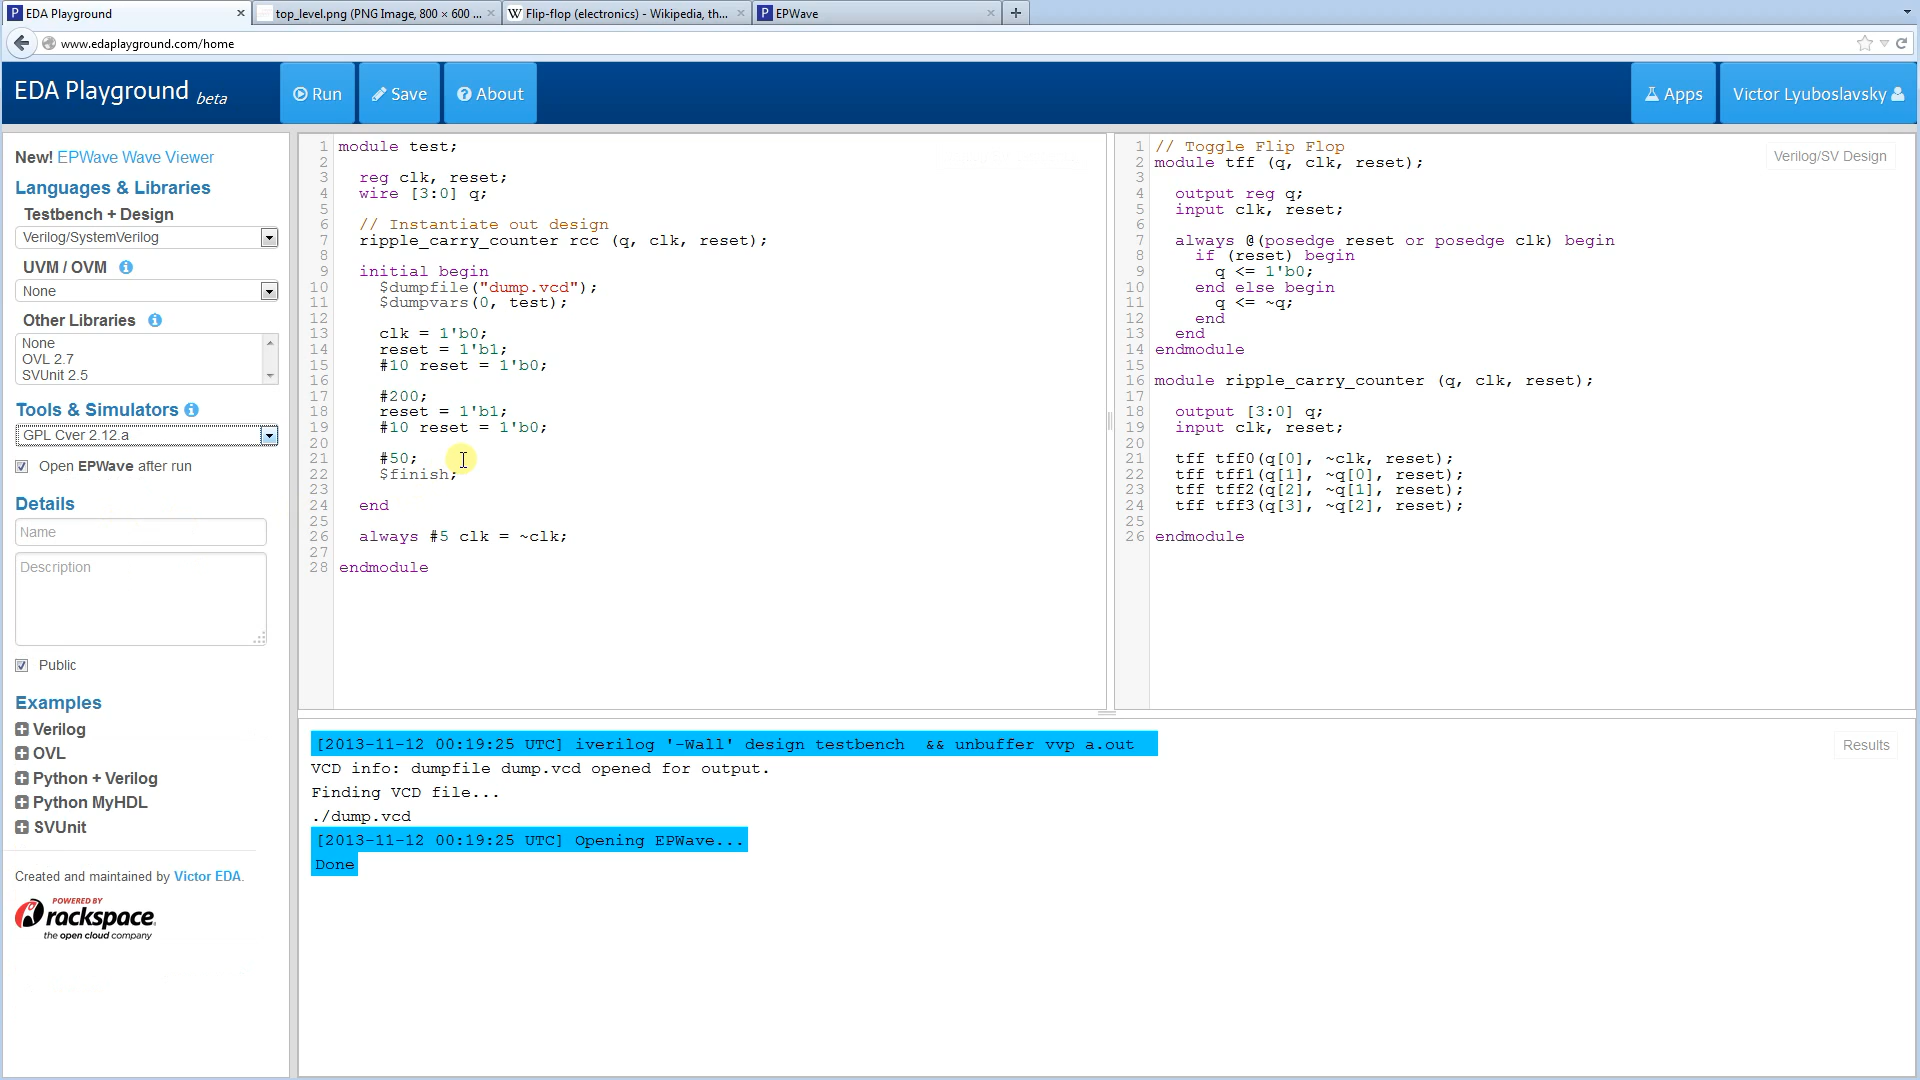 EDA Playground
top_level.png (PNG Image, 800 × 600 ...
Flip-flop (electronics) - Wikipedia, th...
EPWave
www.edaplayground.com/home
EDA Playground beta
Run
Save
About
Apps
Victor Lyuboslavsky
New! EPWave Wave Viewer
Languages & Libraries
Testbench + Design
Verilog/SystemVerilog
UVM / OVM
None
Other Libraries
None
OVL 2.7
SVUnit 2.5
Tools & Simulators
GPL Cver 2.12.a
Open EPWave after run
Details
Name
Description
Public
Examples
Verilog
OVL
Python + Verilog
Python MyHDL
SVUnit
Created and maintained by Victor EDA.
POWERED BY
rackspace.
the open cloud company
1 module test;
2
3 reg clk, reset;
4 wire [3:0] q;
5
6 // Instantiate out design
7 ripple_carry_counter rcc (q, clk, reset);
8
9 initial begin
10 $dumpfile("dump.vcd");
11 $dumpvars(0, test);
12
13 clk = 1'b0;
14 reset = 1'b1;
15 #10 reset = 1'b0;
16
17 #200;
18 reset = 1'b1;
19 #10 reset = 1'b0;
20
21 #50;
22 $finish;
23
24 end
25
26 always #5 clk = ~clk;
27
28 endmodule
Verilog/SV Design
1 // Toggle Flip Flop
2 module tff (q, clk, reset);
3
4 output reg q;
5 input clk, reset;
6
7 always @(posedge reset or posedge clk) begin
8 if (reset) begin
9 q <= 1'b0;
10 end else begin
11 q <= ~q;
12 end
13 end
14 endmodule
15
16 module ripple_carry_counter (q, clk, reset);
17
18 output [3:0] q;
19 input clk, reset;
20
21 tff tff0(q[0], ~clk, reset);
22 tff tff1(q[1], ~q[0], reset);
23 tff tff2(q[2], ~q[1], reset);
24 tff tff3(q[3], ~q[2], reset);
25
26 endmodule
Results
[2013-11-12 00:19:25 UTC] iverilog '-Wall' design testbench && unbuffer vvp a.out
VCD info: dumpfile dump.vcd opened for output.
Finding VCD file...
./dump.vcd
[2013-11-12 00:19:25 UTC] Opening EPWave...
Done